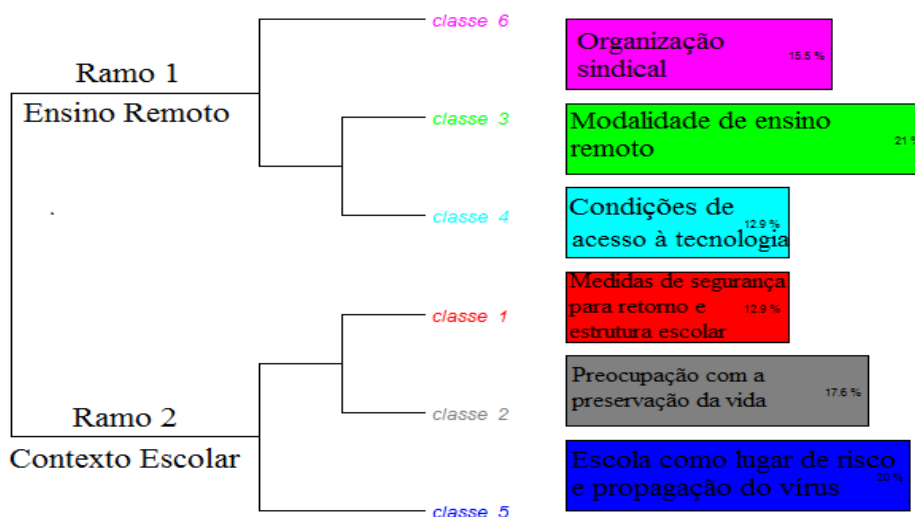 classe 6
Organização
sindical
15.5 %
Ramo 1
Ensino Remoto
classe 3
Modalidade de ensino
remoto
21 %
classe 4
Condições de
acesso à tecnologia
12.9 %
classe 1
Medidas de segurança
para retorno e
estrutura escolar
12.9 %
Ramo 2
Contexto Escolar
classe 2
Preocupação com a
preservação da vida
17.6 %
classe 5
Escola como lugar de risco
e propagação do vírus
20 %